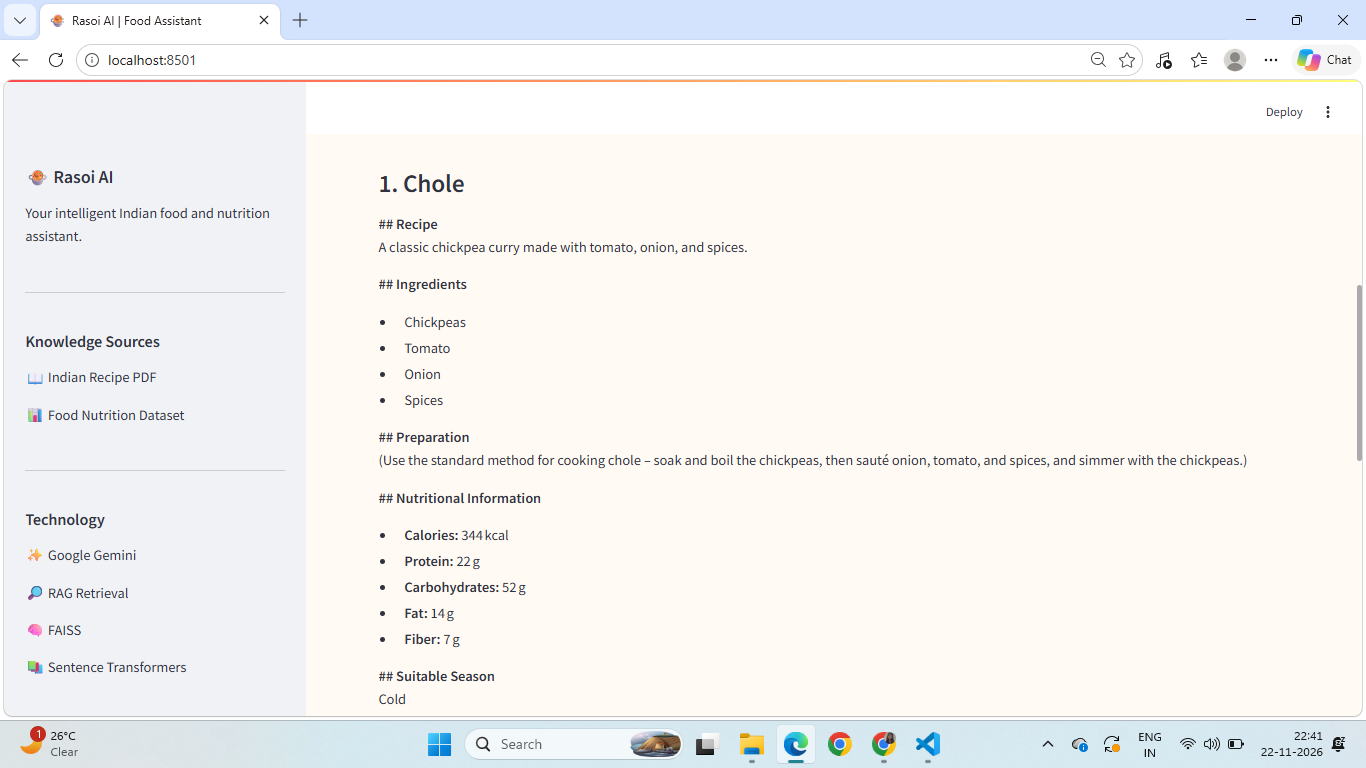 Rasoi AI | Food Assistant
localhost:8501
Chat
Deploy
Rasoi AI
Your intelligent Indian food and nutrition
assistant.
Knowledge Sources
Indian Recipe PDF
Food Nutrition Dataset
Technology
Google Gemini
RAG Retrieval
FAISS
Sentence Transformers
1. Chole
## Recipe
A classic chickpea curry made with tomato, onion, and spices.
## Ingredients
• Chickpeas
• Tomato
• Onion
• Spices
## Preparation
(Use the standard method for cooking chole – soak and boil the chickpeas, then sauté onion, tomato, and spices, and simmer with the chickpeas.)
## Nutritional Information
• Calories: 344 kcal
• Protein: 22 g
• Carbohydrates: 52 g
• Fat: 14 g
• Fiber: 7 g
## Suitable Season
Cold
1
26°C
Clear
Search
ENG
IN
22:41
22-11-2026